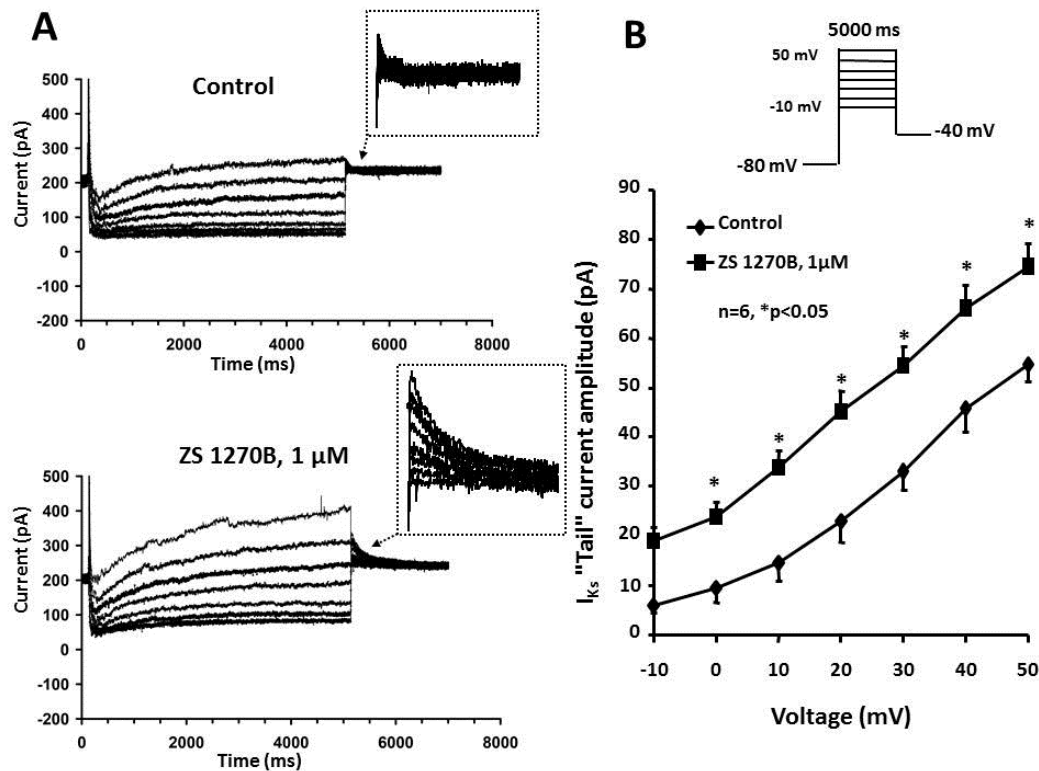 A
Control
500
400
300
200
100
0
-100
-200
Current (pA)
0 2000 4000 6000 8000
Time (ms)
ZS 1270B, 1 µM
500
400
300
200
100
0
-100
-200
Current (pA)
0 2000 4000 6000 8000
Time (ms)
B
5000 ms
50 mV
-10 mV
-40 mV
-80 mV
90
80
70
60
50
40
30
20
10
0
IKs "Tail" current amplitude (pA)
Control
ZS 1270B, 1µM
n=6, *p<0.05
* * * * * *
-10 0 10 20 30 40 50
Voltage (mV)